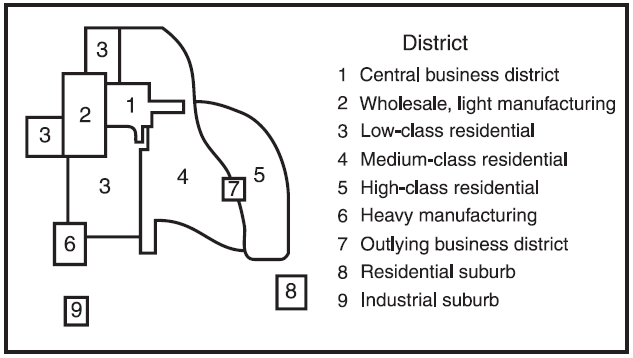 3
1
2
3
3
4
5
7
6
8
9
District
1 Central business district
2 Wholesale, light manufacturing
3 Low-class residential
4 Medium-class residential
5 High-class residential
6 Heavy manufacturing
7 Outlying business district
8 Residential suburb
9 Industrial suburb